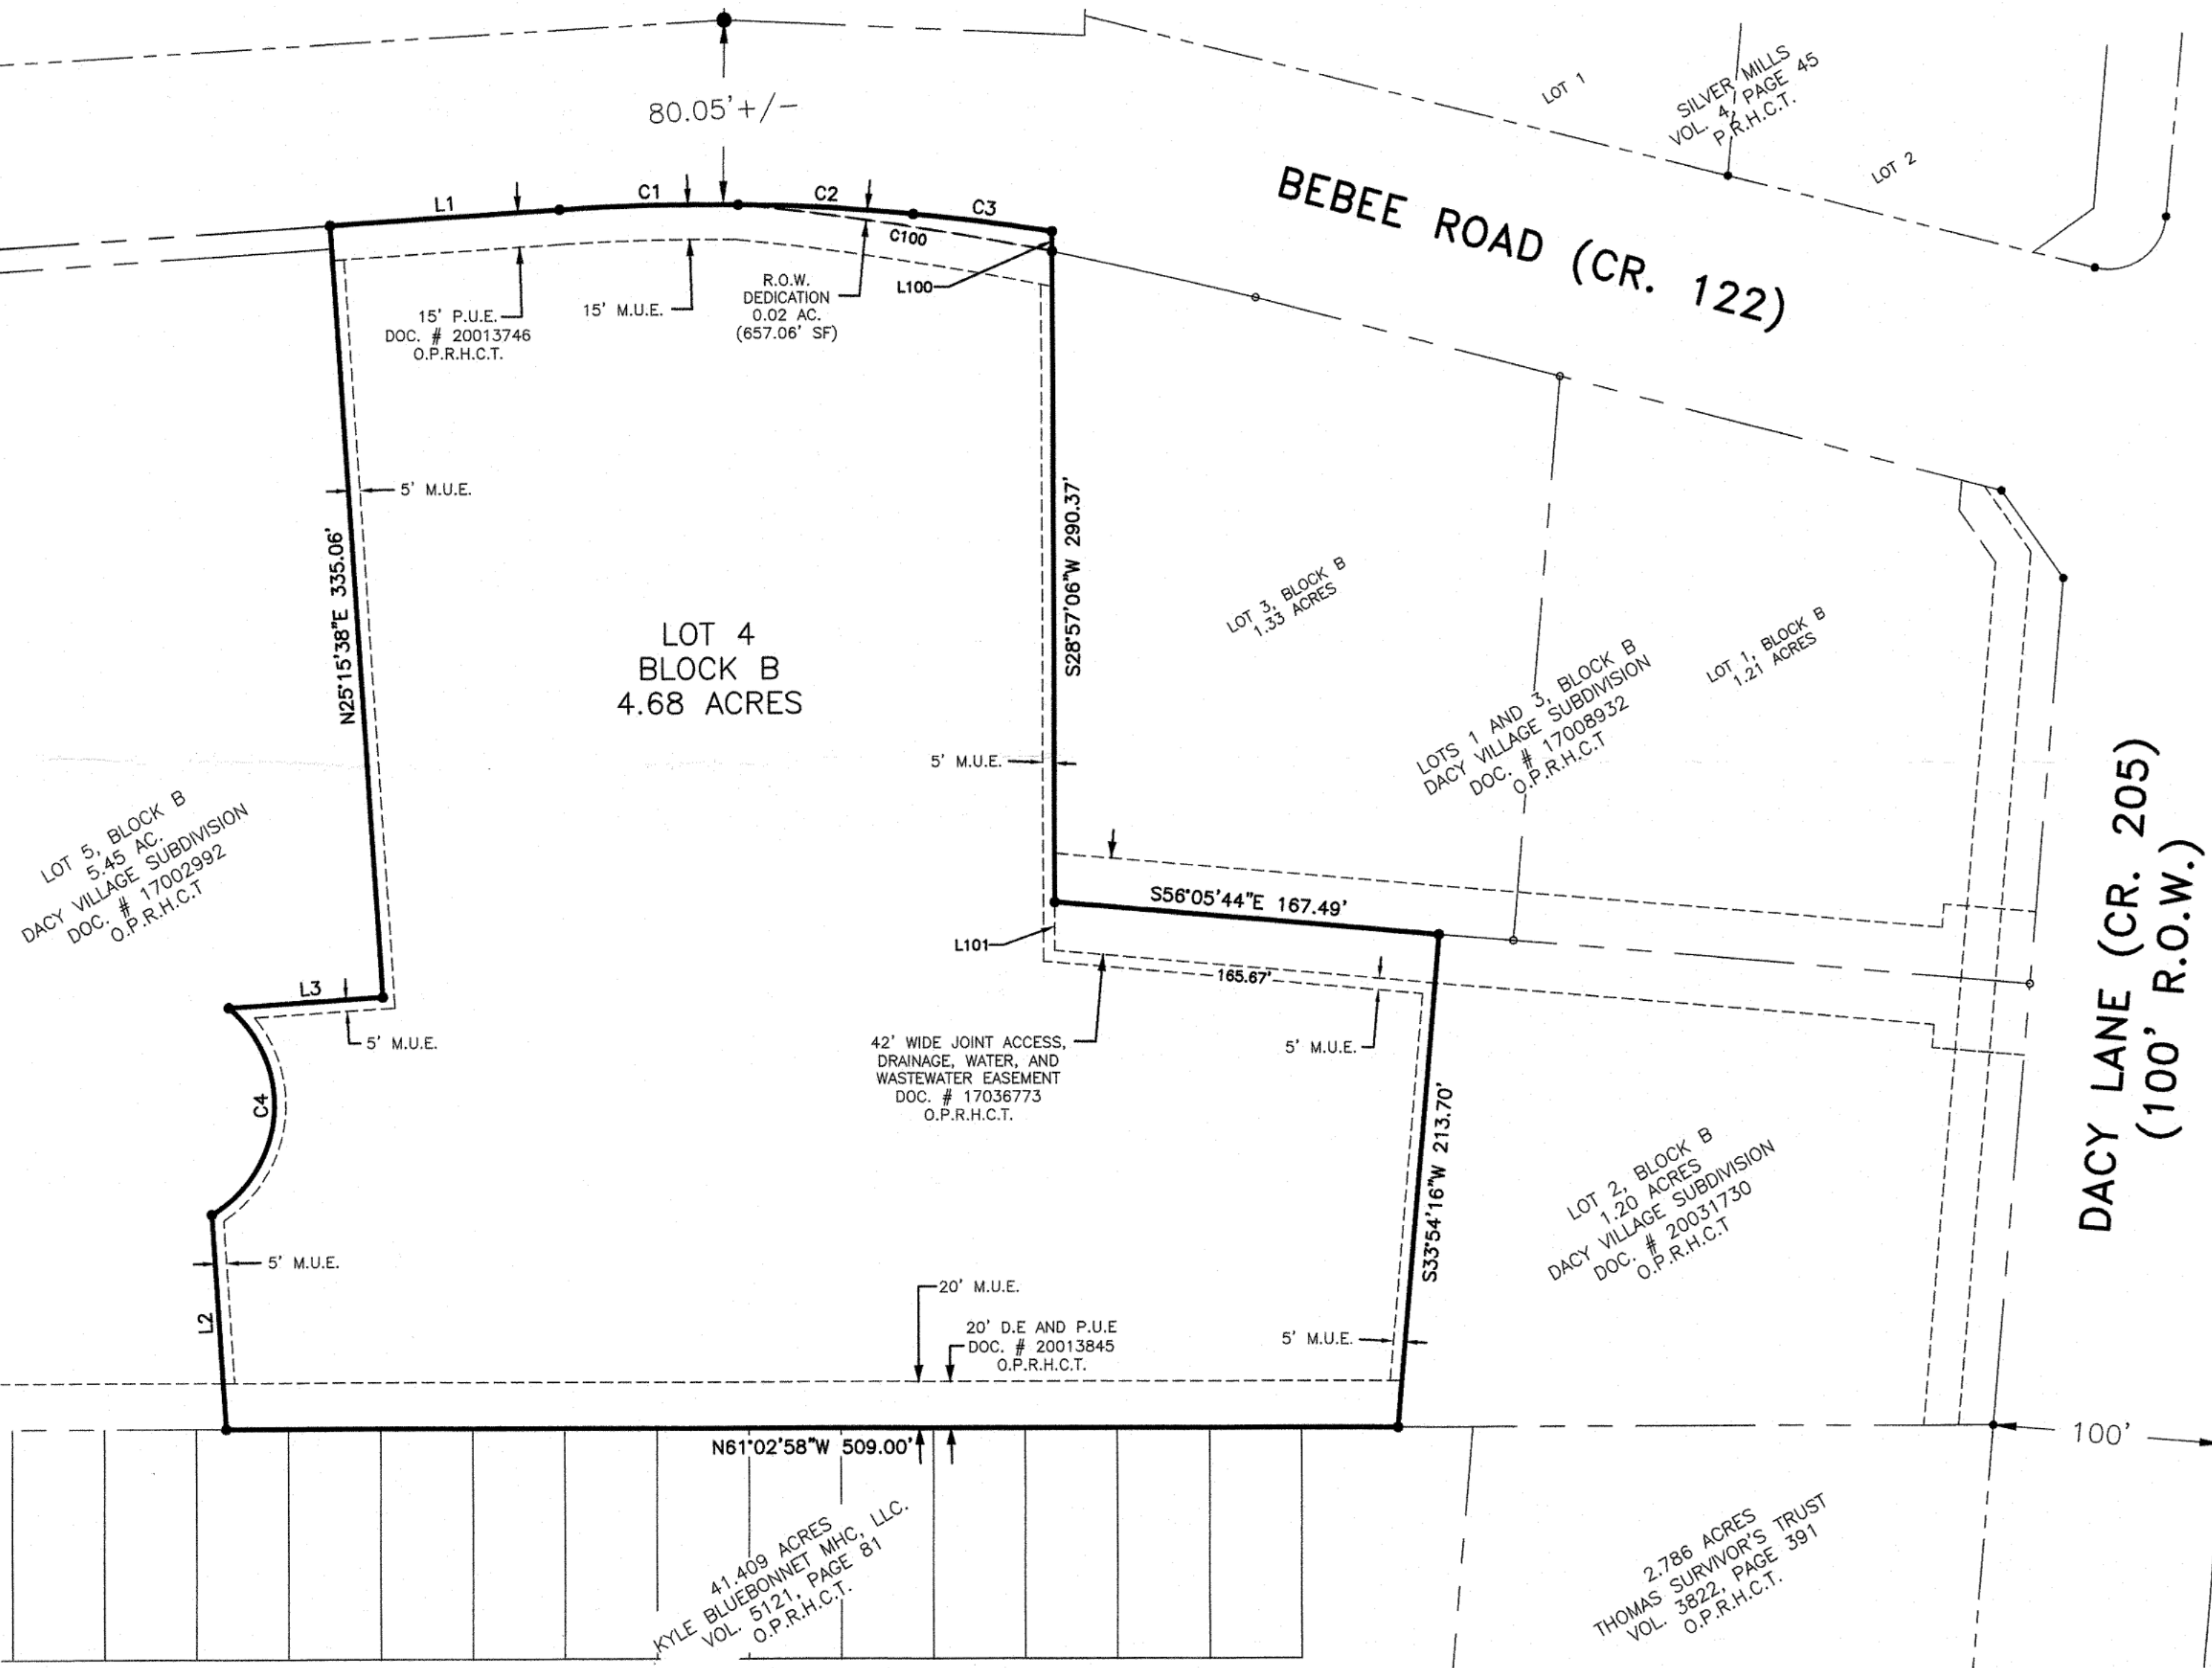 80.05'+/-
LOT 1
SILVER MILLS
VOL. 4, PAGE 45
P.R.H.C.T.
LOT 2
BEBEE ROAD (CR. 122)
L1
C1
C2
C3
C100
L100
15' P.U.E.
DOC. # 20013746
O.P.R.H.C.T.
15' M.U.E.
R.O.W.
DEDICATION
0.02 AC.
(657.06' SF)
5' M.U.E.
N25°15'38"E 335.06'
S28°57'06"W 290.37'
LOT 4
BLOCK B
4.68 ACRES
LOT 3, BLOCK B
1.33 ACRES
LOT 1, BLOCK B
1.21 ACRES
LOTS 1 AND 3, BLOCK B
DACY VILLAGE SUBDIVISION
DOC. # 17008932
O.P.R.H.C.T
5' M.U.E.
LOT 5, BLOCK B
5.45 AC.
DACY VILLAGE SUBDIVISION
DOC. # 17002992
O.P.R.H.C.T
DACY LANE (CR. 205)
(100' R.O.W.)
S56°05'44"E 167.49'
L101
165.67'
L3
5' M.U.E.
42' WIDE JOINT ACCESS,
DRAINAGE, WATER, AND
WASTEWATER EASEMENT
DOC. # 17036773
O.P.R.H.C.T.
5' M.U.E.
C4
S33°54'16"W 213.70'
LOT 2, BLOCK B
1.20 ACRES
DACY VILLAGE SUBDIVISION
DOC. # 20031730
O.P.R.H.C.T
5' M.U.E.
L2
20' M.U.E.
20' D.E AND P.U.E
DOC. # 20013845
O.P.R.H.C.T.
5' M.U.E.
N61°02'58"W 509.00'
100'
41.409 ACRES
KYLE BLUEBONNET MHC, LLC.
VOL. 5121, PAGE 81
O.P.R.H.C.T.
2.786 ACRES
THOMAS SURVIVOR'S TRUST
VOL. 3822, PAGE 391
O.P.R.H.C.T.